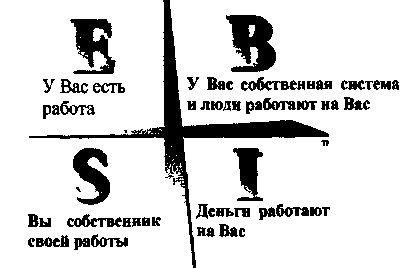 E
У Вас есть
работа
B
У Вас собственная система
и люди работают на Вас
S
Вы собственник
своей работы
I
Деньги работают
на Вас